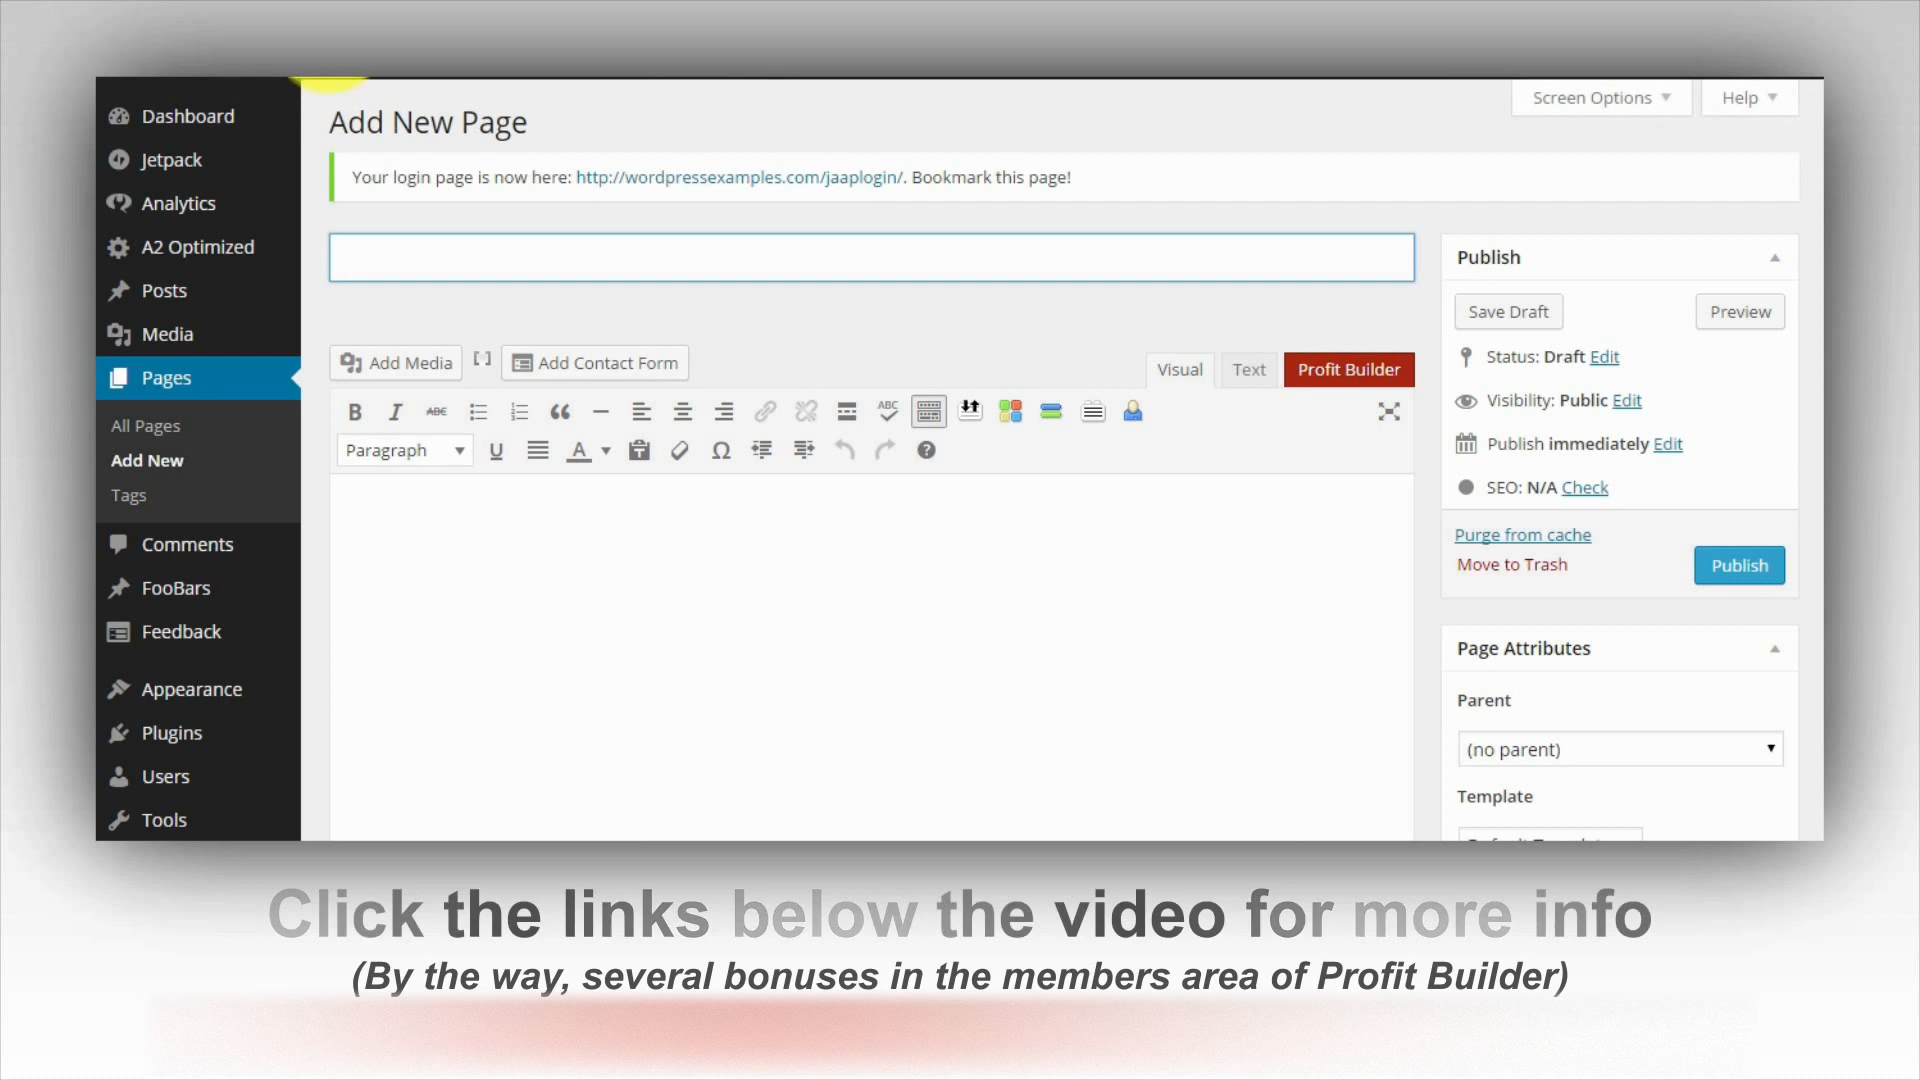 Dashboard
Jetpack
Analytics
A2 Optimized
Posts
Media
Pages
All Pages
Add New
Tags
Comments
FooBars
Feedback
Appearance
Plugins
Users
Tools
Screen Options
Help
Add New Page
Your login page is now here: http://wordpressexamples.com/jaaplogin/. Bookmark this page!
Add Media
Add Contact Form
Visual
Text
Profit Builder
B I ABC
ABC
Paragraph
U
A
Ω
Publish
Save Draft
Preview
Status: Draft Edit
Visibility: Public Edit
Publish immediately Edit
SEO: N/A Check
Purge from cache
Move to Trash
Publish
Page Attributes
Parent
(no parent)
Template
Click the links below the video for more info
(By the way, several bonuses in the members area of Profit Builder)